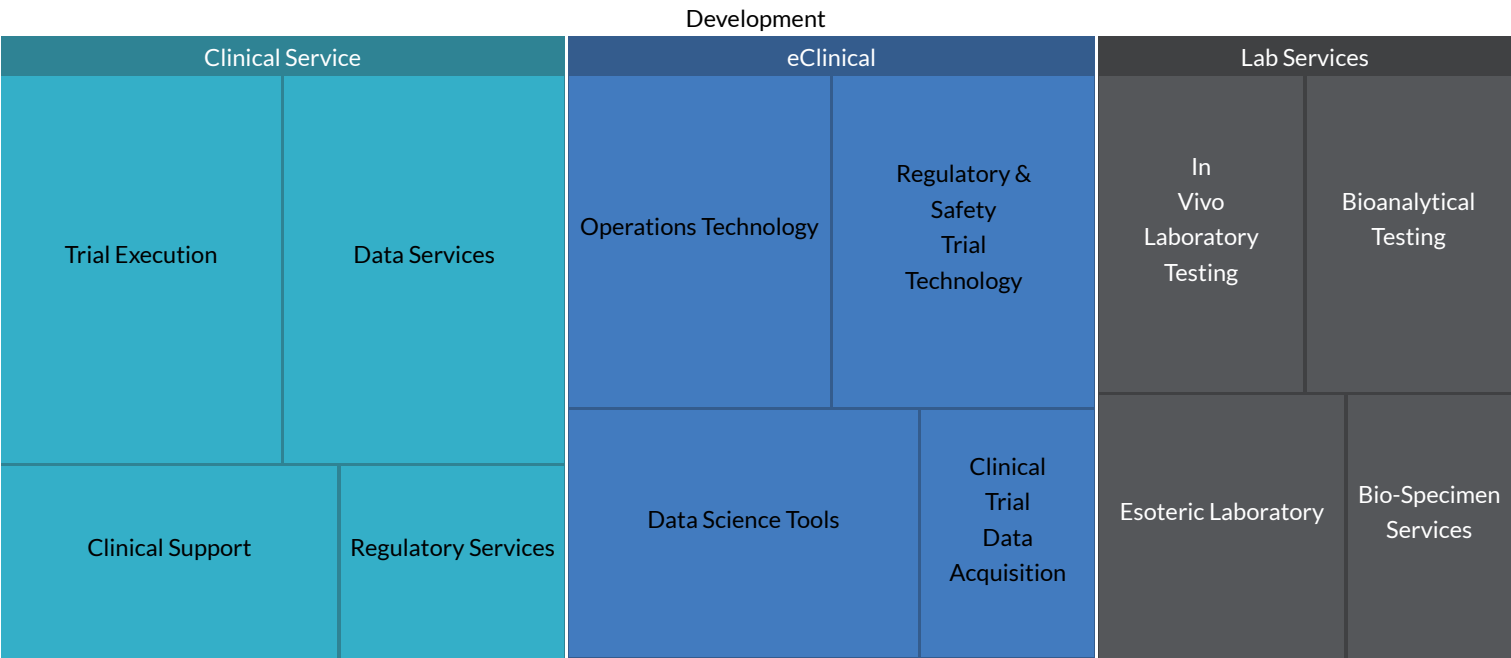 Development
Clinical Service
Trial Execution
Data Services
Clinical Support
Regulatory Services
eClinical
Operations Technology
Regulatory &
Safety
Trial
Technology
Data Science Tools
Clinical
Trial
Data
Acquisition
Lab Services
In
Vivo
Laboratory
Testing
Bioanalytical
Testing
Esoteric Laboratory
Bio-Specimen
Services